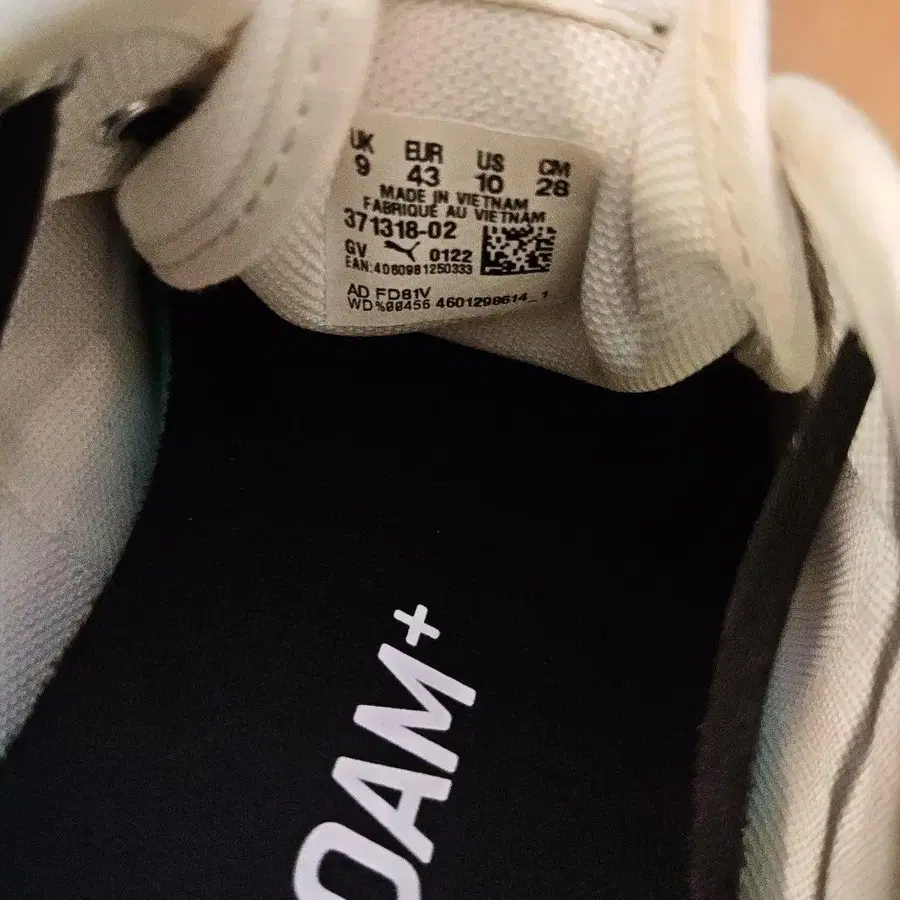 UK EUR US CM
9 43 10 28
MADE IN VIETNAM
FABRIQUE AU VIETNAM
371318-02
GV 0122
EAN:4060981250333
AD FD81V
WD%00456 4601298614_1
OAM+